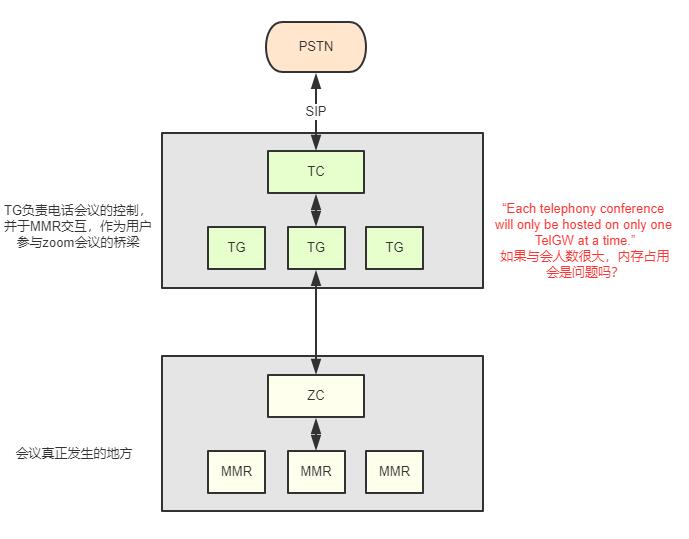 PSTN
SIP
TC
TG负责电话会议的控制，
并于MMR交互，作为用户
参与zoom会议的桥梁
TG
TG
TG
“Each telephony conference
will only be hosted on only one
TelGW at a time.”
如果与会人数很大，内存占用
会是问题吗？
ZC
会议真正发生的地方
MMR
MMR
MMR